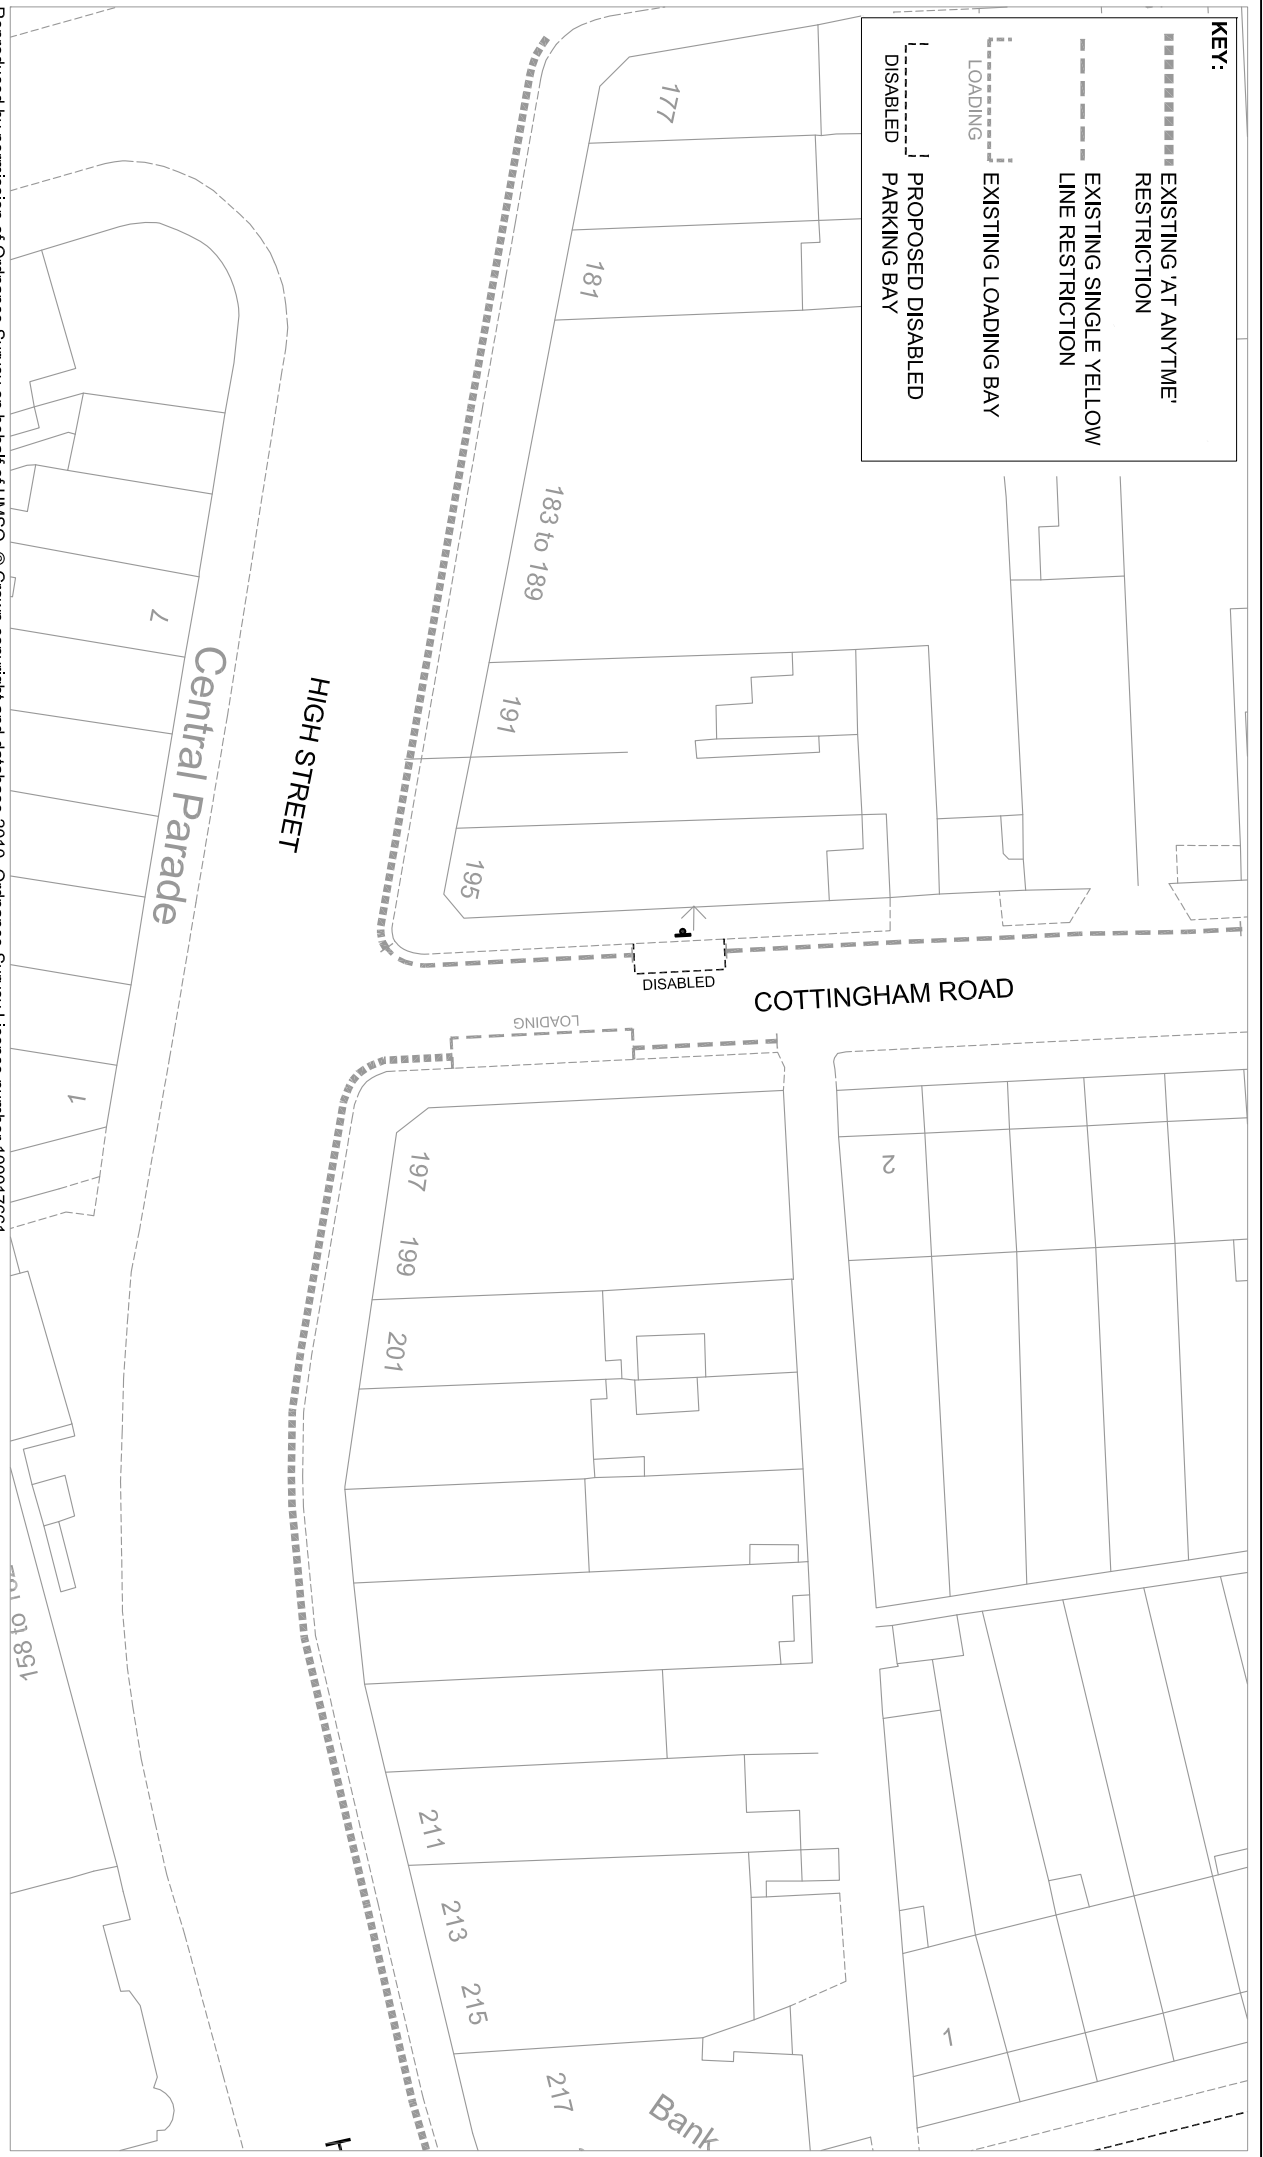 KEY:
EXISTING 'AT ANYTME'
RESTRICTION
EXISTING SINGLE YELLOW
LINE RESTRICTION
LOADING
EXISTING LOADING BAY
DISABLED
PROPOSED DISABLED
PARKING BAY
177
181
183 to 189
191
195
DISABLED
COTTINGHAM ROAD
LOADING
HIGH STREET
7
Central Parade
1
197
199
201
2
211
213
215
217
Bank
1
158 to